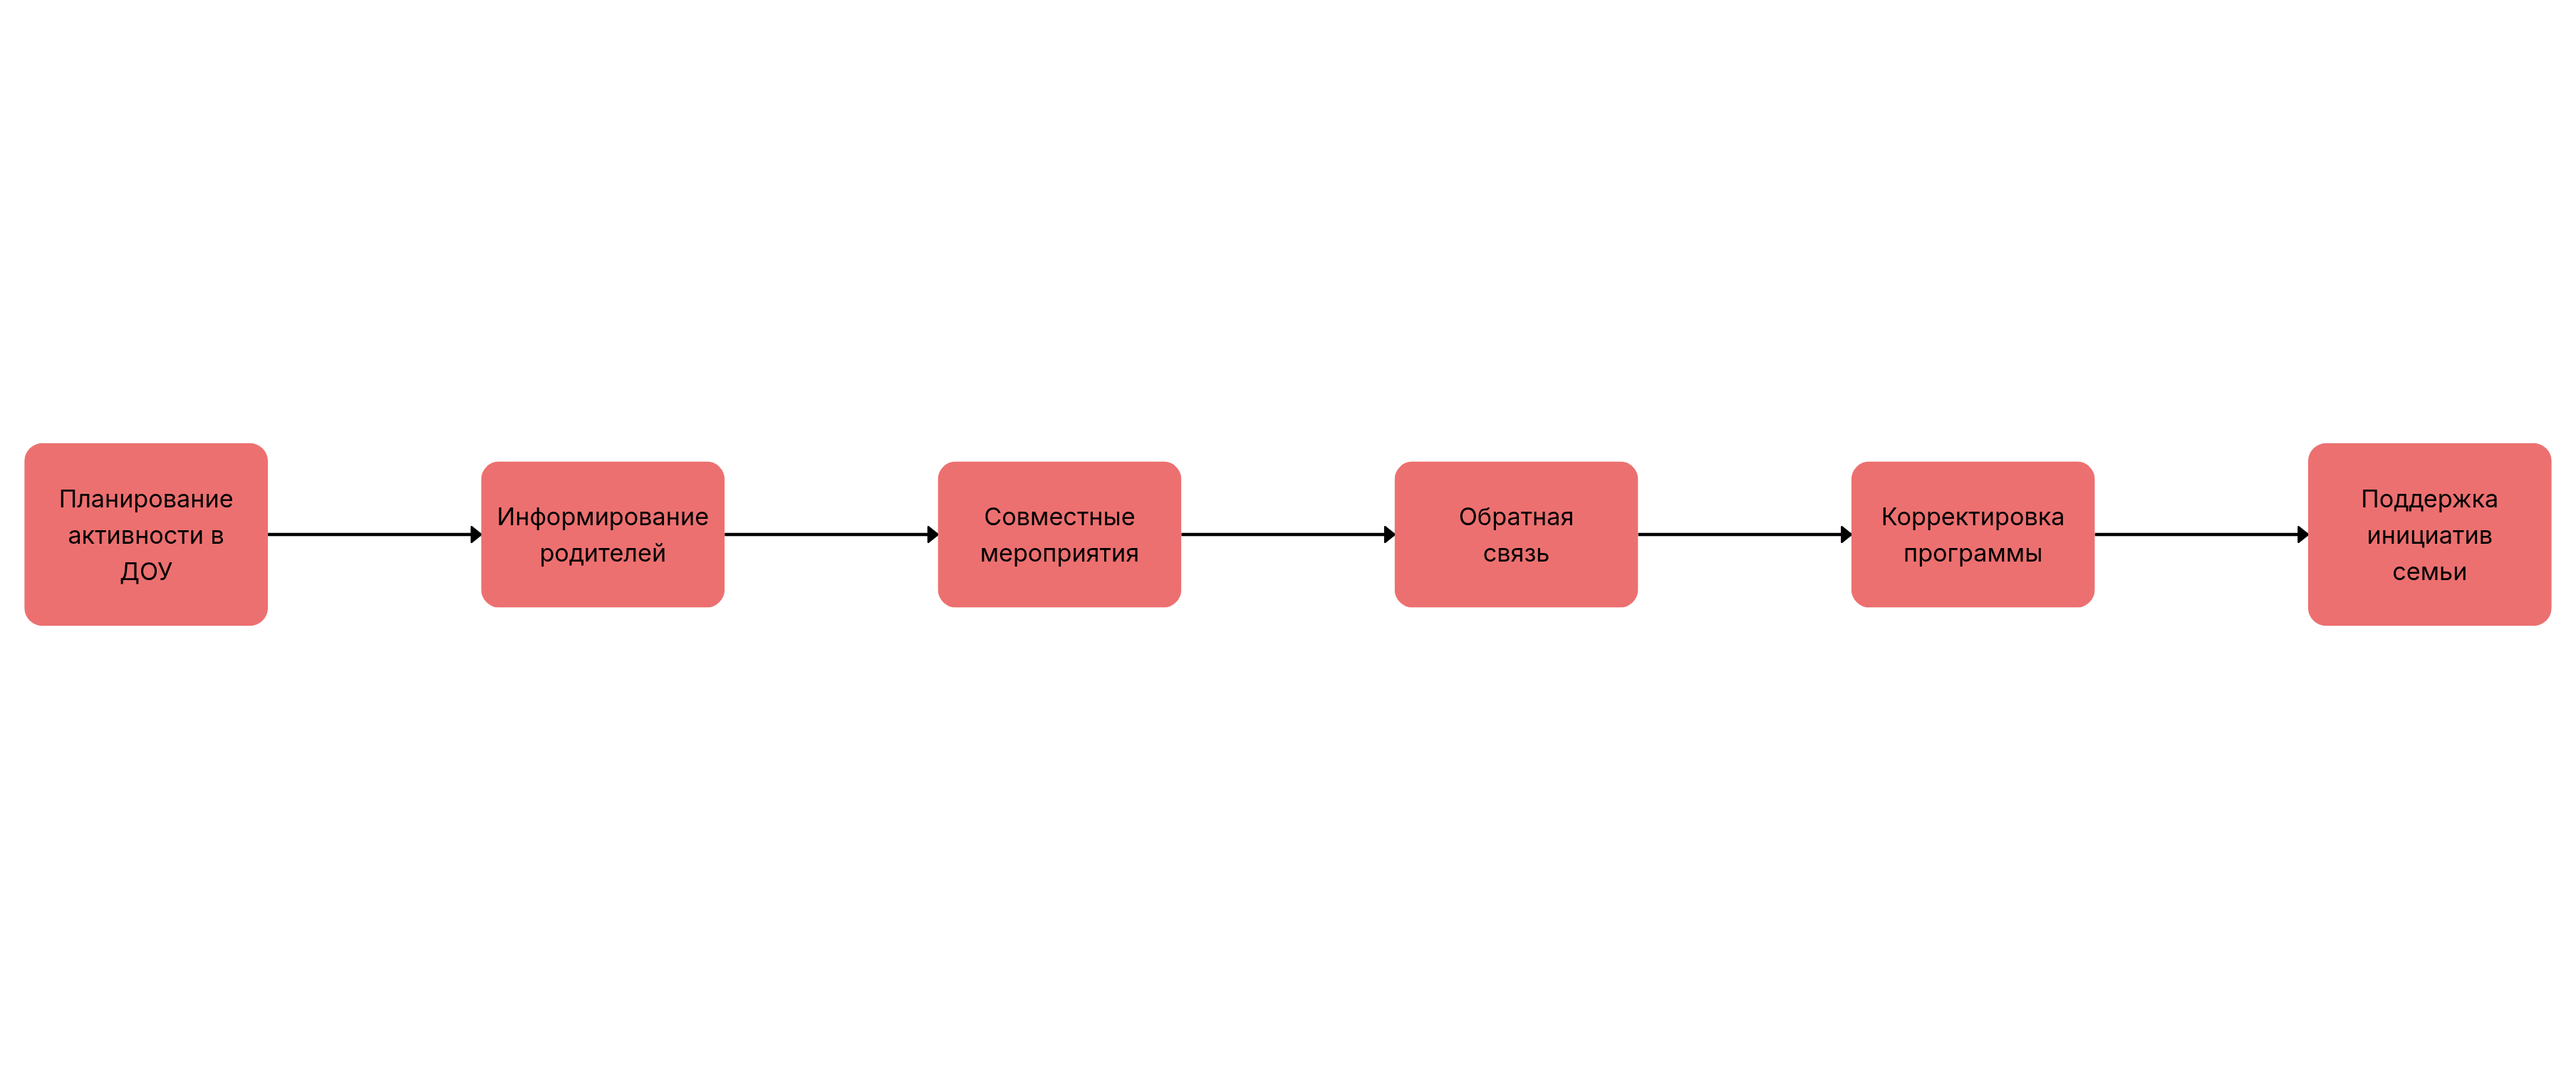 Планирование
активности в
ДОУ
Информирование
родителей
Совместные
мероприятия
Обратная
связь
Корректировка
программы
Поддержка
инициатив
семьи